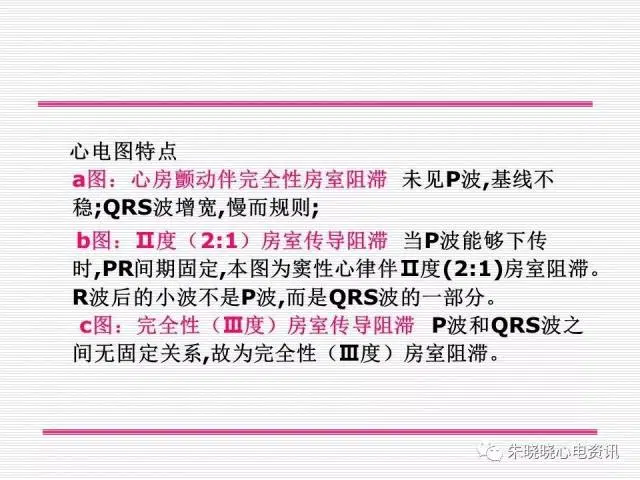 心电图特点
a图：心房颤动伴完全性房室阻滞 未见P波,基线不
稳;QRS波增宽,慢而规则;
b图：Ⅱ度（2:1）房室传导阻滞 当P波能够下传
时,PR间期固定,本图为窦性心律伴Ⅱ度(2:1)房室阻滞。
R波后的小波不是P波,而是QRS波的一部分。
c图：完全性（Ⅲ度）房室传导阻滞 P波和QRS波之
间无固定关系,故为完全性（Ⅲ度）房室阻滞。
朱晓晓心电资讯